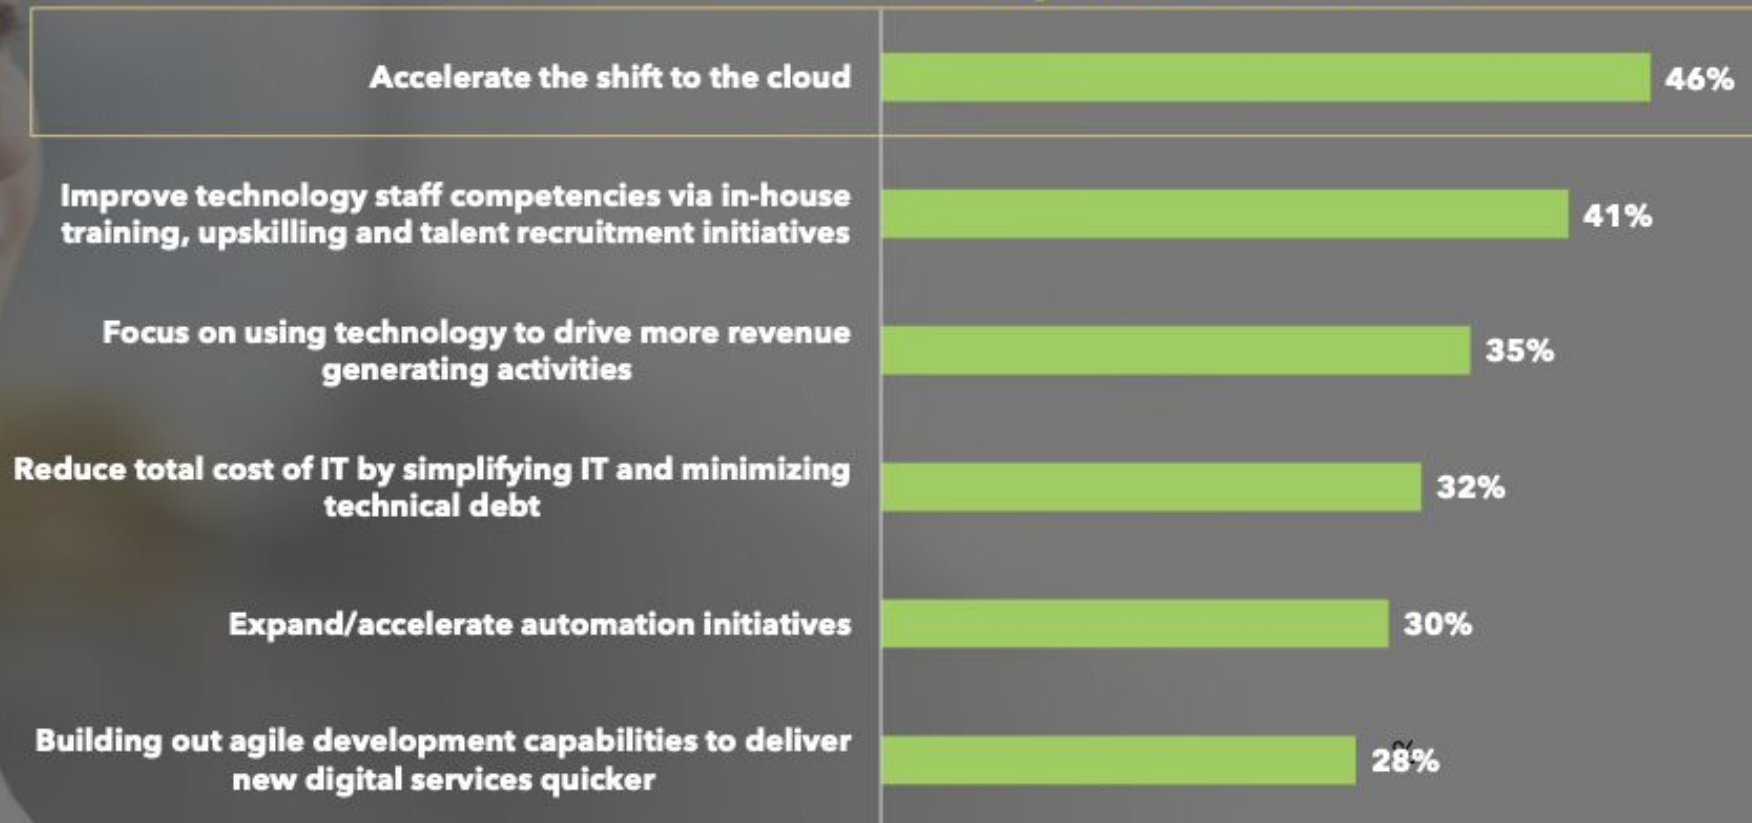 Accelerate the shift to the cloud 46%
Improve technology staff competencies via in-house
training, upskilling and talent recruitment initiatives 41%
Focus on using technology to drive more revenue
generating activities 35%
Reduce total cost of IT by simplifying IT and minimizing
technical debt 32%
Expand/accelerate automation initiatives 30%
Building out agile development capabilities to deliver
new digital services quicker 28%